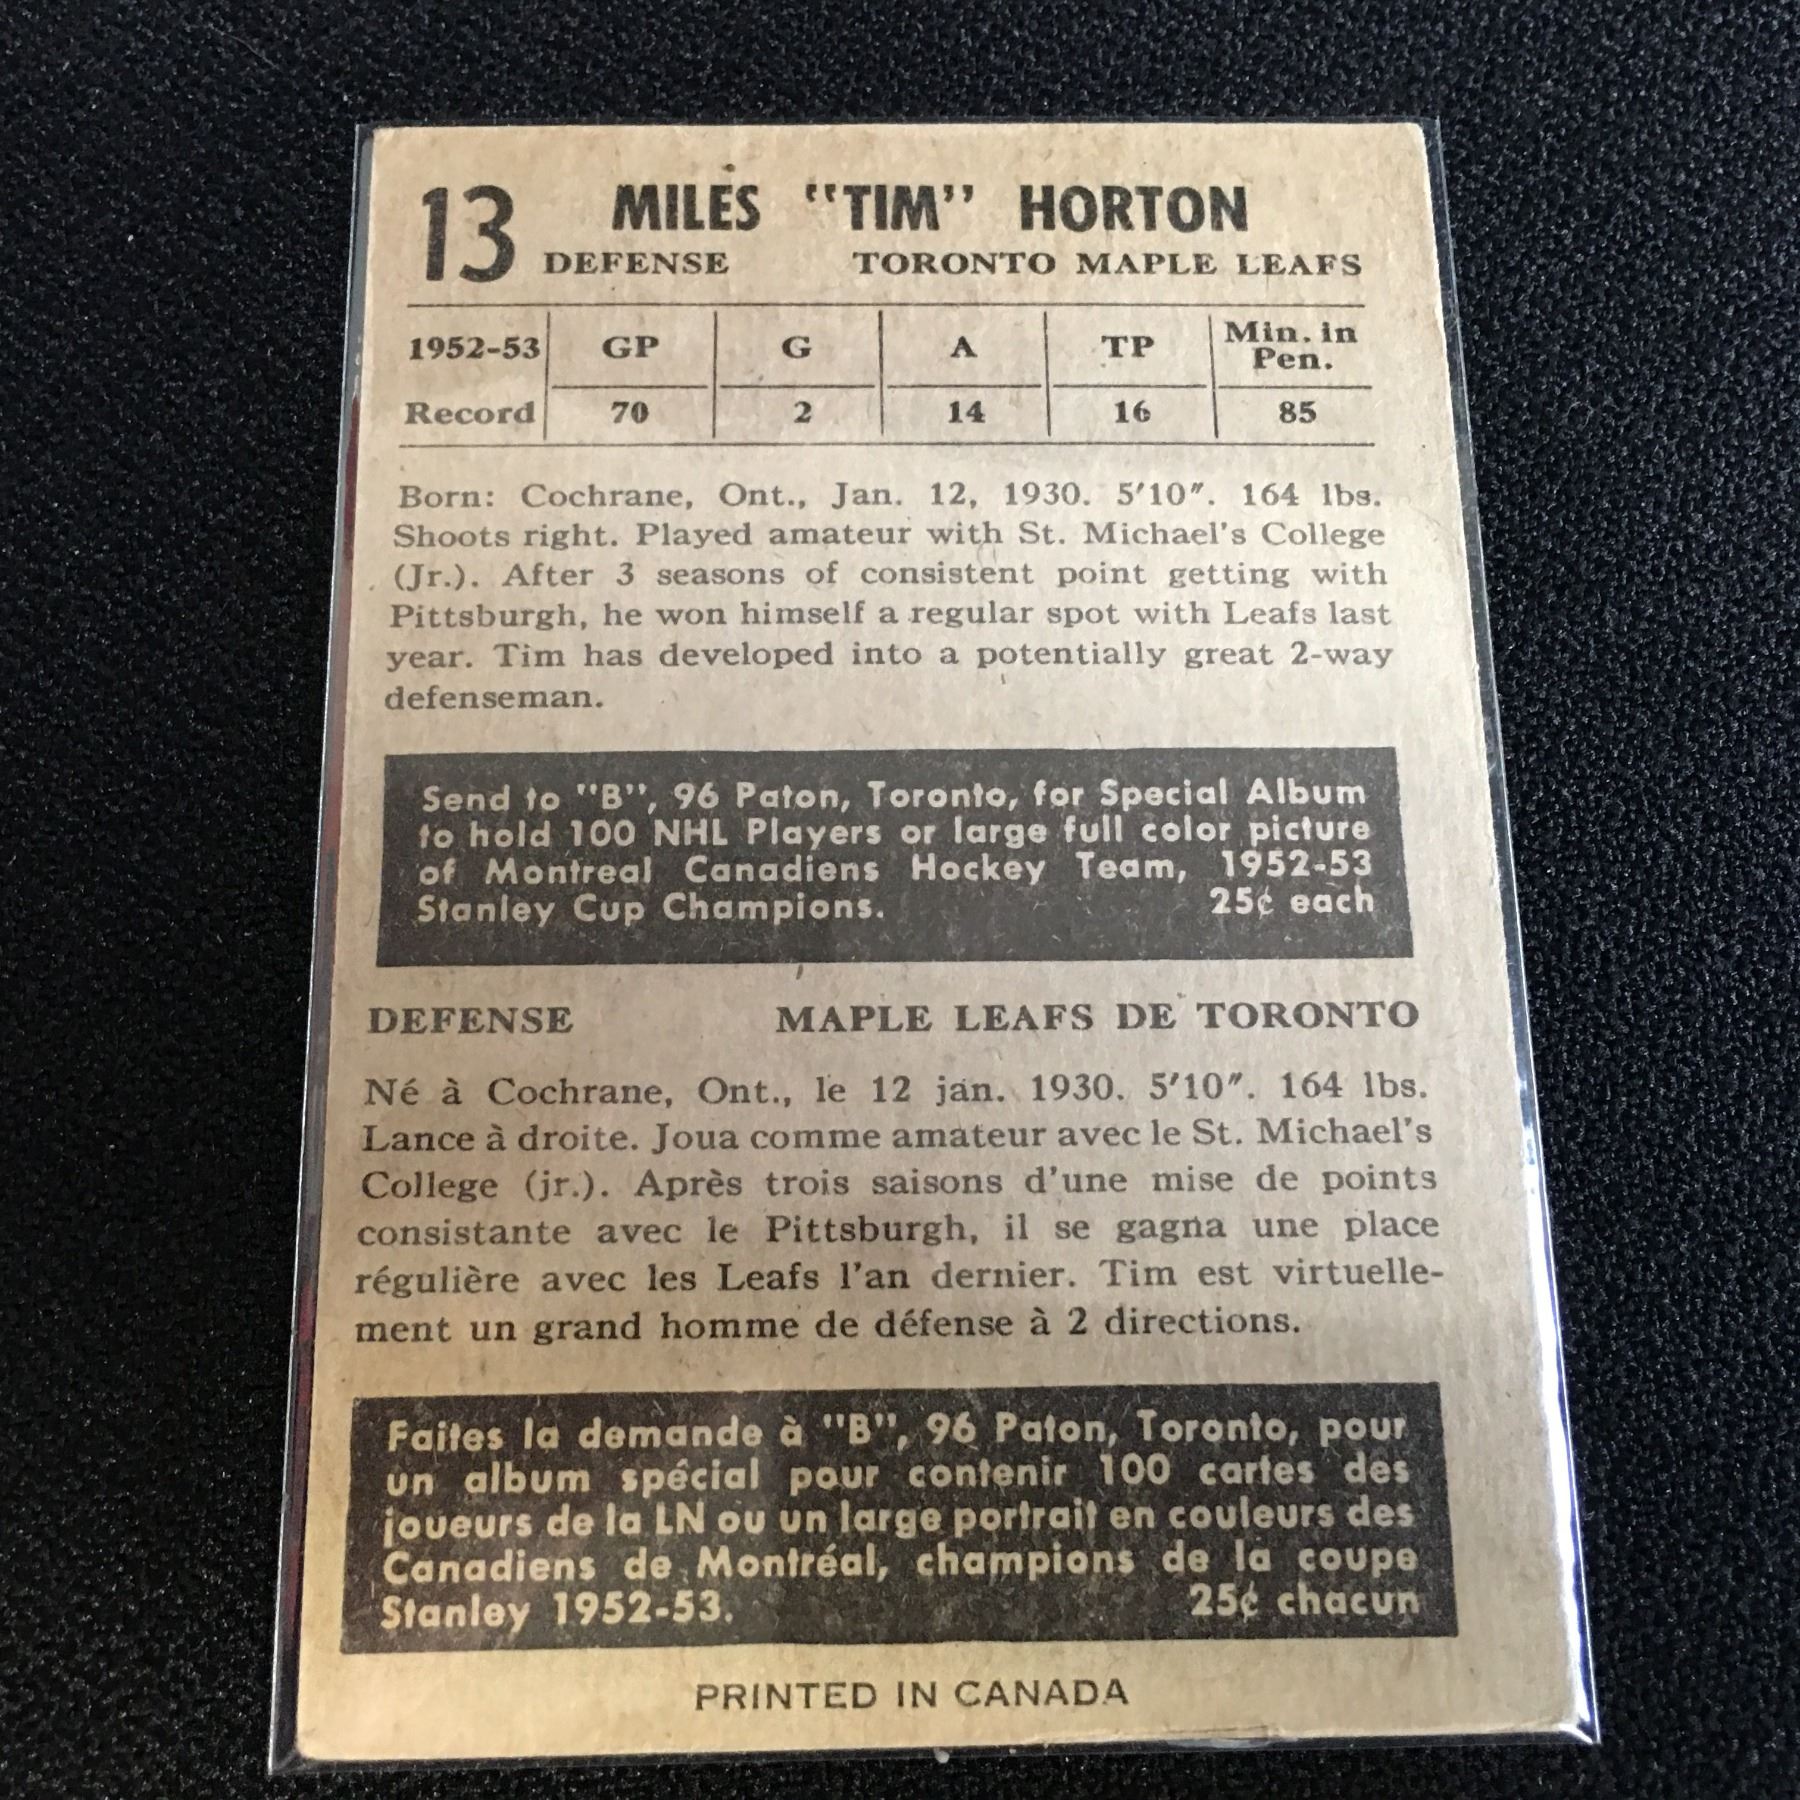 13 MILES "TIM" HORTON
DEFENSE TORONTO MAPLE LEAFS
1952-53 GP G A TP Min. in Pen.
Record 70 2 14 16 85
Born: Cochrane, Ont., Jan. 12, 1930. 5'10". 164 lbs.
Shoots right. Played amateur with St. Michael's College
(Jr.). After 3 seasons of consistent point getting with
Pittsburgh, he won himself a regular spot with Leafs last
year. Tim has developed into a potentially great 2-way
defenseman.
Send to "B", 96 Paton, Toronto, for Special Album
to hold 100 NHL Players or large full color picture
of Montreal Canadiens Hockey Team, 1952-53
Stanley Cup Champions. 25¢ each
DEFENSE MAPLE LEAFS DE TORONTO
Né à Cochrane, Ont., le 12 jan. 1930. 5'10". 164 lbs.
Lance à droite. Joua comme amateur avec le St. Michael's
College (jr.). Après trois saisons d'une mise de points
consistante avec le Pittsburgh, il se gagna une place
régulière avec les Leafs l'an dernier. Tim est virtuelle-
ment un grand homme de défense à 2 directions.
Faites la demande à "B", 96 Paton, Toronto, pour
un album spécial pour contenir 100 cartes des
joueurs de la LN ou un large portrait en couleurs des
Canadiens de Montréal, champions de la coupe
Stanley 1952-53. 25¢ chacun
PRINTED IN CANADA